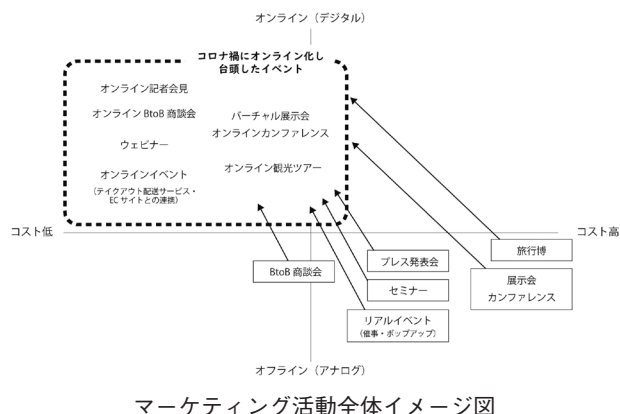 オンライン（デジタル）
コロナ禍にオンライン化し
台頭したイベント
オンライン記者会見
オンライン BtoB 商談会
ウェビナー
オンラインイベント
（テイクアウト配送サービス・
EC サイトとの連携）
バーチャル展示会
オンラインカンファレンス
オンライン観光ツアー
コスト低
コスト高
BtoB 商談会
プレス発表会
セミナー
リアルイベント
（催事・ポップアップ）
旅行博
展示会
カンファレンス
オフライン（アナログ）
マーケティング活動全体イメージ図